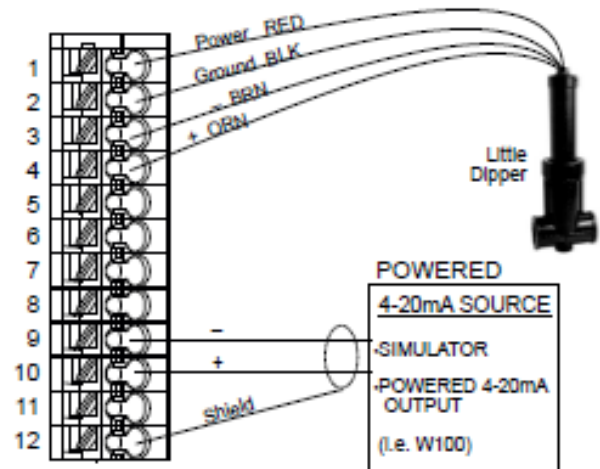 Power RED
Ground BLK
– BRN
+ ORN
1
2
3
4
5
6
7
8
9
10
11
12
Little
Dipper
POWERED
4-20mA SOURCE
•SIMULATOR
•POWERED 4-20mA
OUTPUT
(I.e. W100)
–
+
Shield